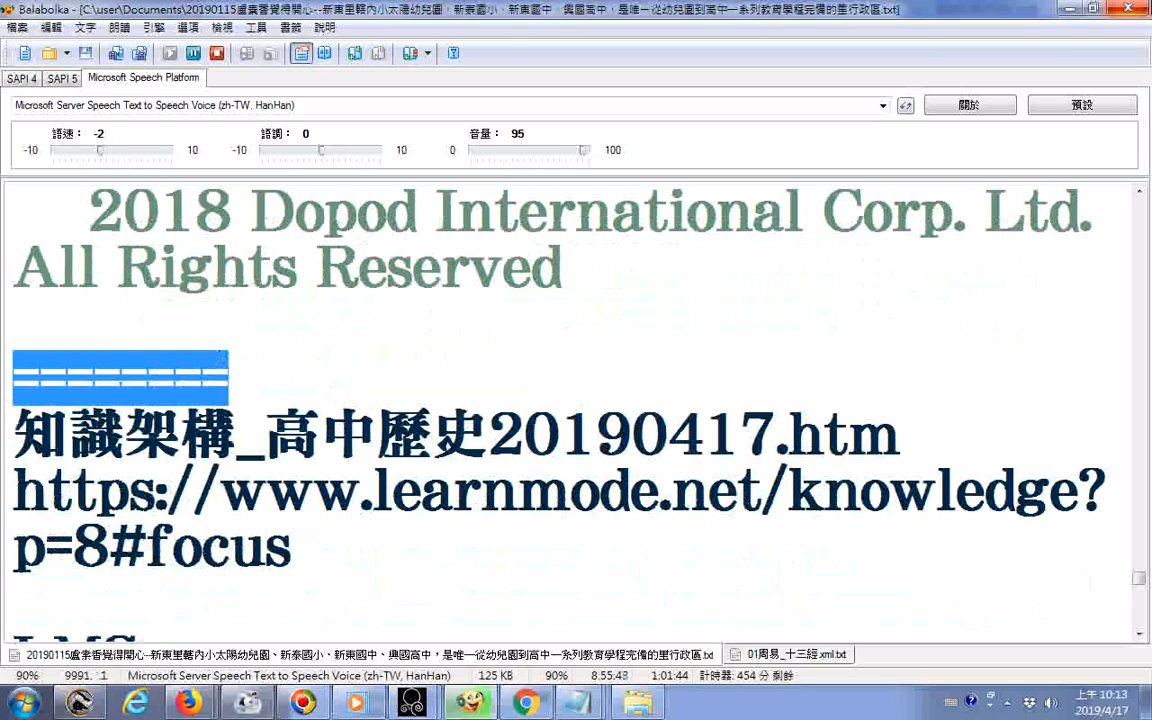 Balabolka - [C:\user\Documents\20190115盧素香覺得開心--新東里轄內小太陽幼兒園、新泰國小、新東國中、興國高中，是唯一從幼兒園到高中一系列教育學程完備的里行政區.txt]
檔案 編輯 文字 朗讀 引擎 選項 檢視 工具 書籤 說明
SAPI 4 SAPI 5 Microsoft Speech Platform
Microsoft Server Speech Text to Speech Voice (zh-TW, HanHan) 關於 預設
語速： -2 語調： 0 音量： 95
-10 10 -10 10 0 100
2018 Dopod International Corp. Ltd.
All Rights Reserved
========
知識架構_高中歷史20190417.htm
https://www.learnmode.net/knowledge?
p=8#focus
LMS
20190115盧素香覺得開心--新東里轄內小太陽幼兒園、新泰國小、新東國中、興國高中，是唯一從幼兒園到高中一系列教育學程完備的里行政區.txt 01周易_十三經.xml.txt
90% Microsoft Server Speech Text to Speech Voice (zh-TW, HanHan) 125 KB 90% 8:55:43 1:01:44 計時器: 454 分 剩餘
上午 10:13
2019/4/17